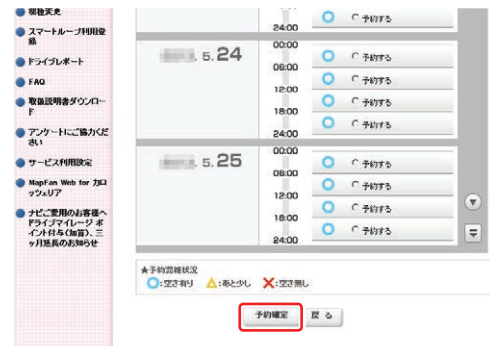 機種変更
スマートループ利用登
録
ドライブレポート
FAQ
取扱説明書ダウンロー
ド
アンケートにご協力くだ
さい
サービス利用設定
MapFan Web for カロ
ッツェリア
ナビご愛用のお客様へ
ドライブマイレージ ポ
イント付与(加算)、三
ヶ月延長のお知らせ
24:00 予約する
. 5. 24
00:00
予約する
06:00
予約する
12:00
予約する
18:00
予約する
24:00
. 5. 25
00:00
予約する
06:00
予約する
12:00
予約する
18:00
予約する
24:00
★予約混雑状況
○:空き有り △:あと少し ✕:空き無し
予約確定 戻る